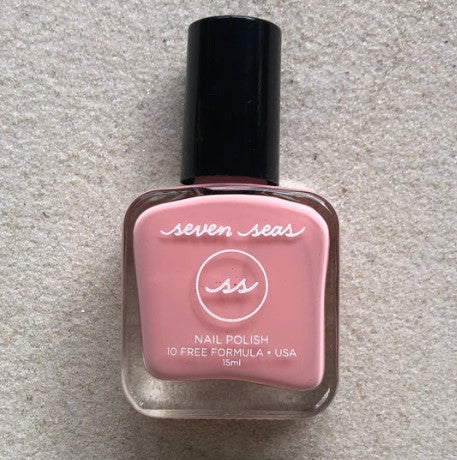 seven seas
ss
NAIL POLISH
10 FREE FORMULA • USA
15ml